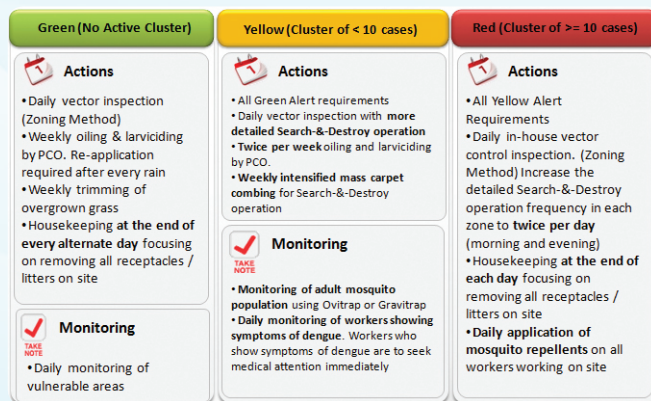 Green (No Active Cluster)
1
Actions
•Daily vector inspection
(Zoning Method)
•Weekly oiling & larviciding
by PCO. Re-application
required after every rain
•Weekly trimming of
overgrown grass
•Housekeeping at the end of
every alternate day focusing
on removing all receptacles /
litters on site
TAKE
NOTE
Monitoring
•Daily monitoring of
vulnerable areas
Yellow (Cluster of < 10 cases)
1
Actions
•All Green Alert requirements
•Daily vector inspection with more
detailed Search-&-Destroy operation
•Twice per week oiling and larviciding
by PCO.
•Weekly intensified mass carpet
combing for Search-&-Destroy
operation
TAKE NOTE
Monitoring
•Monitoring of adult mosquito
population using Ovitrap or Gravitrap
•Daily monitoring of workers showing
symptoms of dengue. Workers who
show symptoms of dengue are to seek
medical attention immediately
Red (Cluster of >= 10 cases)
1
Actions
•All Yellow Alert
Requirements
•Daily in-house vector
control inspection. (Zoning
Method) Increase the
detailed Search-&-Destroy
operation frequency in each
zone to twice per day
(morning and evening)
•Housekeeping at the end of
each day focusing on
removing all receptacles /
litters on site
•Daily application of
mosquito repellents on all
workers working on site